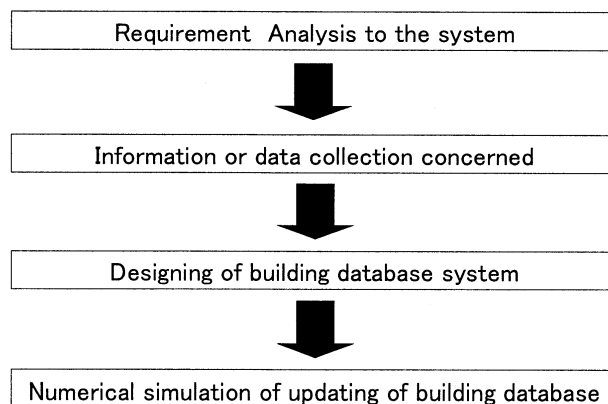 Requirement Analysis to the system
Information or data collection concerned
Designing of building database system
Numerical simulation of updating of building database